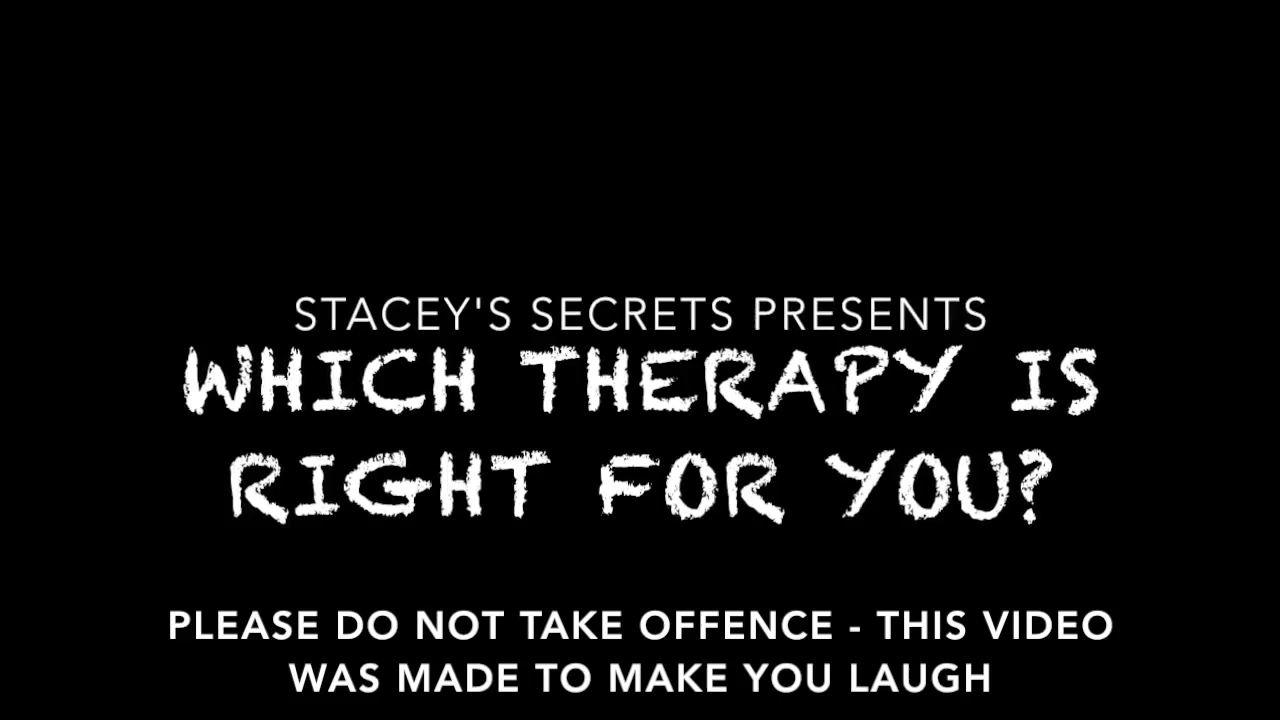 STACEY'S SECRETS PRESENTS
WHICH THERAPY IS
RIGHT FOR YOU?
PLEASE DO NOT TAKE OFFENCE - THIS VIDEO
WAS MADE TO MAKE YOU LAUGH